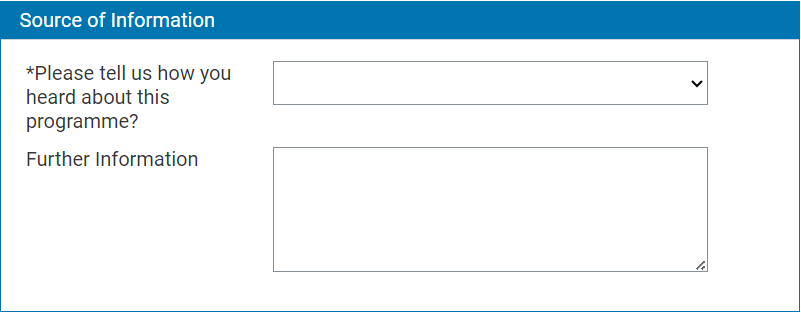 Source of Information
*Please tell us how you
heard about this
programme?
Further Information